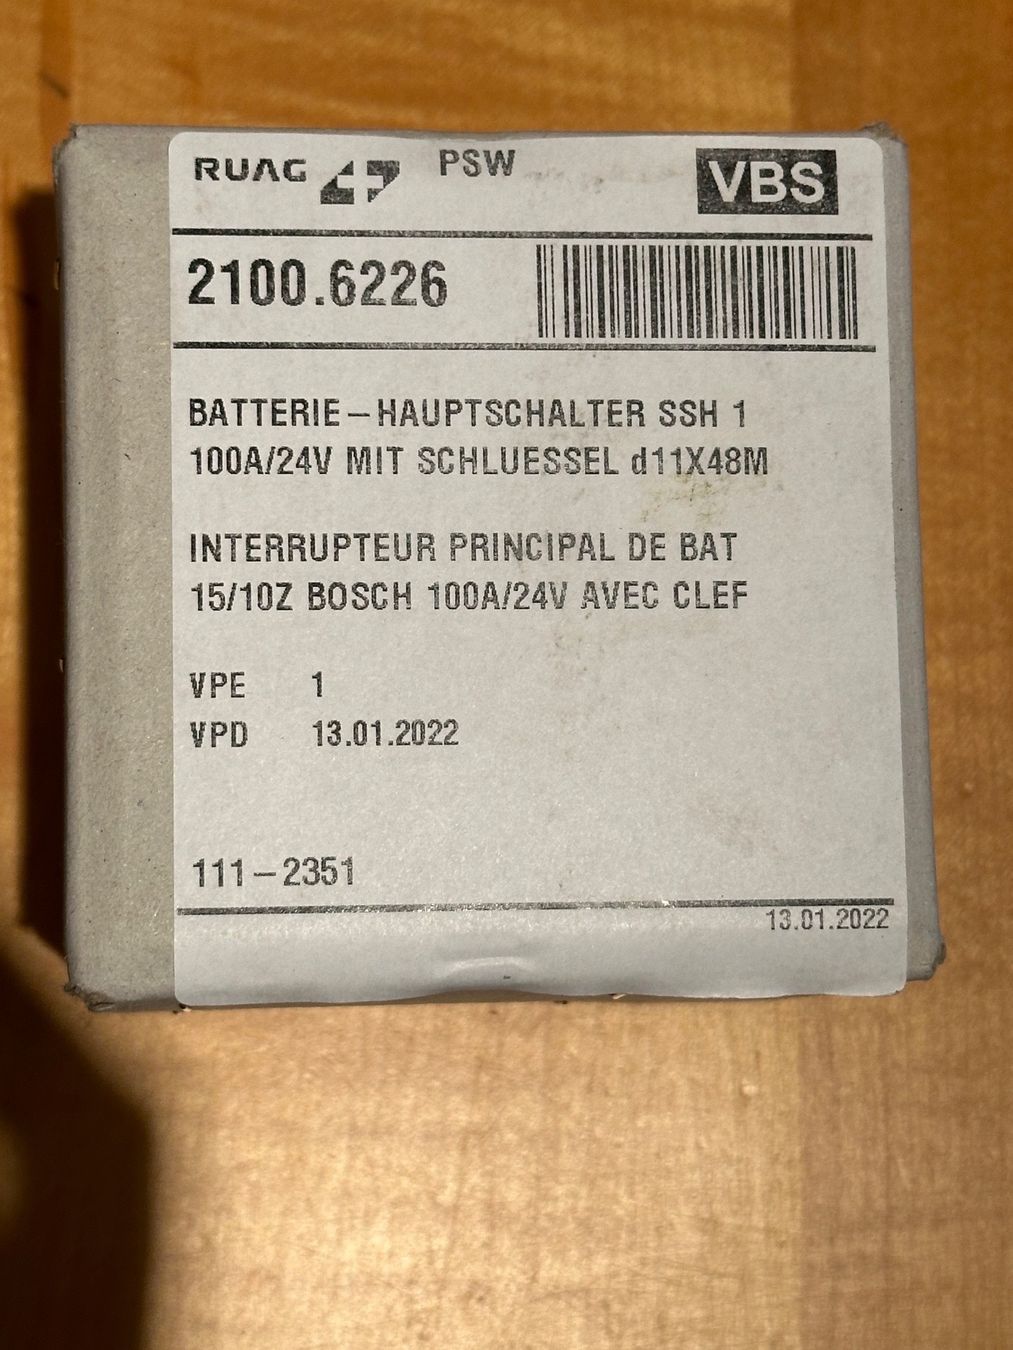 RUAG PSW VBS
2100.6226
BATTERIE-HAUPTSCHALTER SSH 1
100A/24V MIT SCHLUESSEL d11X48M
INTERRUPTEUR PRINCIPAL DE BAT
15/10Z BOSCH 100A/24V AVEC CLEF
VPE 1
VPD 13.01.2022
111-2351
13.01.2022